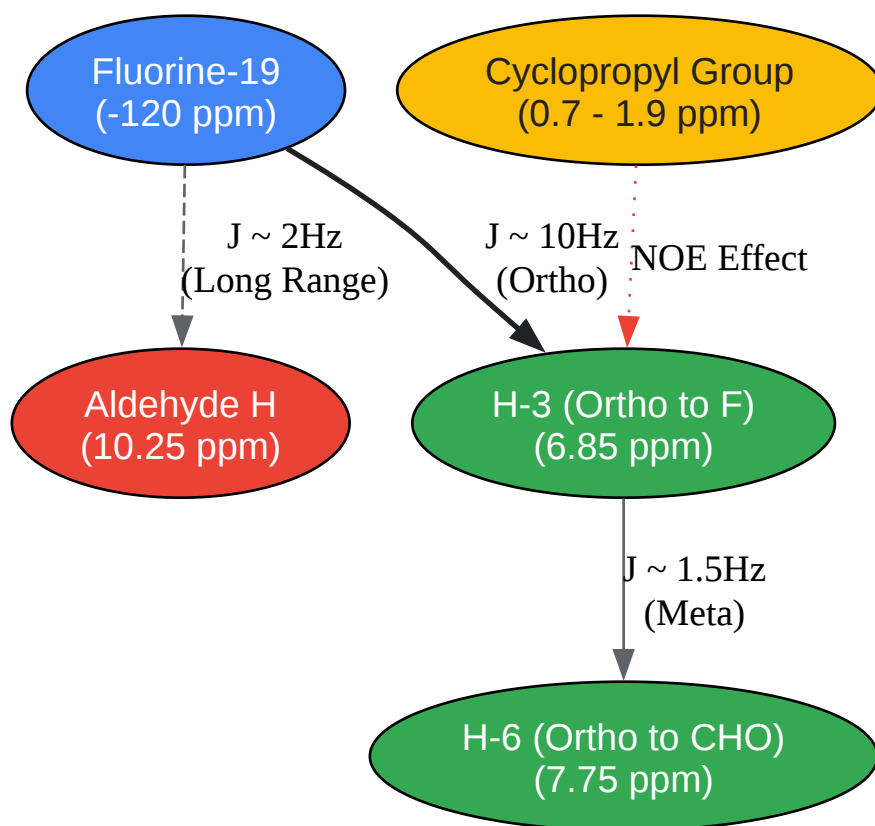 Fluorine-19
(-120 ppm)
Cyclopropyl Group
(0.7 - 1.9 ppm)
J ~ 2Hz
(Long Range)
J ~ 10Hz
(Ortho)
NOE Effect
Aldehyde H
(10.25 ppm)
H-3 (Ortho to F)
(6.85 ppm)
J ~ 1.5Hz
(Meta)
H-6 (Ortho to CHO)
(7.75 ppm)